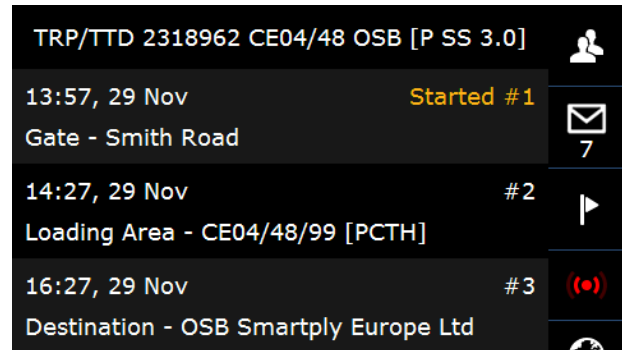 TRP/TTD 2318962 CE04/48 OSB [P SS 3.0]
13:57, 29 Nov Started #1
Gate - Smith Road
7
14:27, 29 Nov #2
Loading Area - CE04/48/99 [PCTH]
16:27, 29 Nov #3
Destination - OSB Smartply Europe Ltd